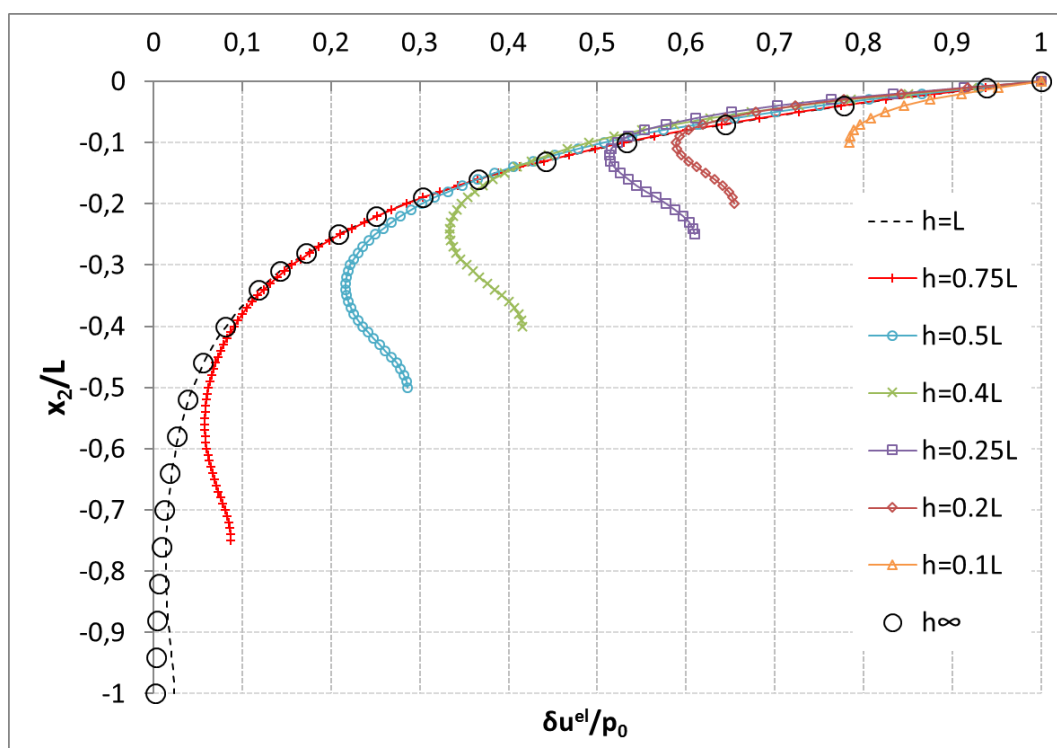 0 0,1 0,2 0,3 0,4 0,5 0,6 0,7 0,8 0,9 1
0
-0,1
-0,2
-0,3
-0,4
-0,5
-0,6
-0,7
-0,8
-0,9
-1
x₂/L
h=L
h=0.75L
h=0.5L
h=0.4L
h=0.25L
h=0.2L
h=0.1L
h∞
δuᵉˡ/p₀